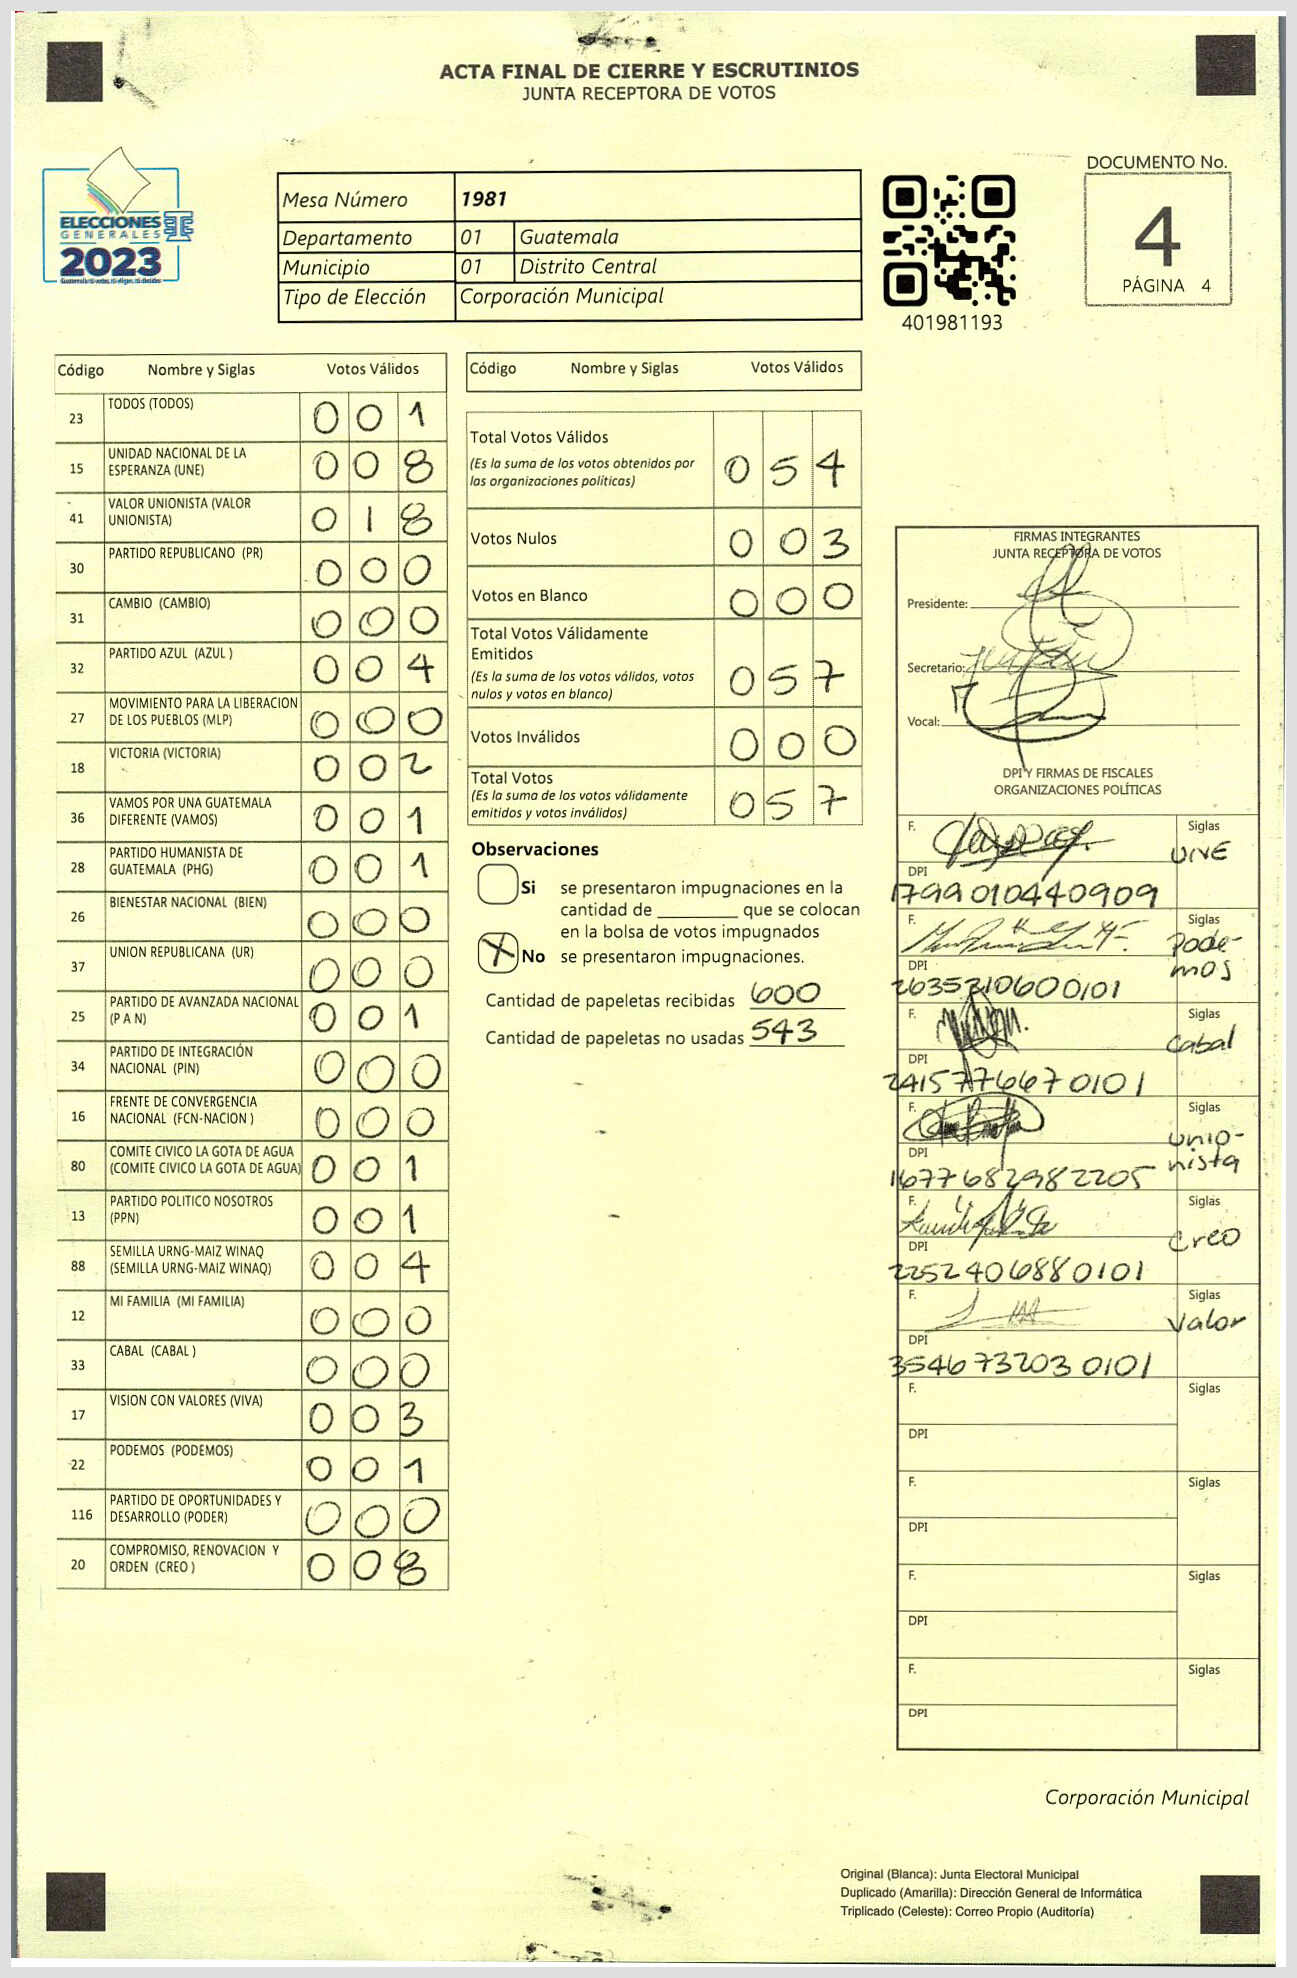 ACTA FINAL DE CIERRE Y ESCRUTINIOS
JUNTA RECEPTORA DE VOTOS
ELECCIONES
GENERALES
2023
Mesa Número 1981
Departamento 01 Guatemala
Municipio 01 Distrito Central
Tipo de Elección Corporación Municipal
401981193
DOCUMENTO No.
4
PÁGINA 4
Código Nombre y Siglas Votos Válidos
23 TODOS (TODOS) 0 0 1
15 UNIDAD NACIONAL DE LA
ESPERANZA (UNE) 0 0 8
41 VALOR UNIONISTA (VALOR
UNIONISTA) 0 1 8
30 PARTIDO REPUBLICANO (PR) 0 0 0
31 CAMBIO (CAMBIO) 0 0 0
32 PARTIDO AZUL (AZUL ) 0 0 4
27 MOVIMIENTO PARA LA LIBERACION
DE LOS PUEBLOS (MLP) 0 0 0
18 VICTORIA (VICTORIA) 0 0 2
36 VAMOS POR UNA GUATEMALA
DIFERENTE (VAMOS) 0 0 1
28 PARTIDO HUMANISTA DE
GUATEMALA (PHG) 0 0 1
26 BIENESTAR NACIONAL (BIEN) 0 0 0
37 UNION REPUBLICANA (UR) 0 0 0
25 PARTIDO DE AVANZADA NACIONAL
(P A N) 0 0 1
34 PARTIDO DE INTEGRACIÓN
NACIONAL (PIN) 0 0 0
16 FRENTE DE CONVERGENCIA
NACIONAL (FCN-NACION ) 0 0 0
80 COMITE CIVICO LA GOTA DE AGUA
(COMITE CIVICO LA GOTA DE AGUA) 0 0 1
13 PARTIDO POLITICO NOSOTROS
(PPN) 0 0 1
88 SEMILLA URNG-MAIZ WINAQ
(SEMILLA URNG-MAIZ WINAQ) 0 0 4
12 MI FAMILIA (MI FAMILIA) 0 0 0
33 CABAL (CABAL ) 0 0 0
17 VISION CON VALORES (VIVA) 0 0 3
22 PODEMOS (PODEMOS) 0 0 1
116 PARTIDO DE OPORTUNIDADES Y
DESARROLLO (PODER) 0 0 0
20 COMPROMISO, RENOVACION Y
ORDEN (CREO ) 0 0 8
Código Nombre y Siglas Votos Válidos
Total Votos Válidos
(Es la suma de los votos obtenidos por
las organizaciones políticas) 0 5 4
Votos Nulos 0 0 3
Votos en Blanco 0 0 0
Total Votos Válidamente
Emitidos
(Es la suma de los votos válidos, votos
nulos y votos en blanco) 0 5 7
Votos Inválidos 0 0 0
Total Votos
(Es la suma de los votos válidamente
emitidos y votos inválidos) 0 5 7
Observaciones
Si se presentaron impugnaciones en la
cantidad de ________ que se colocan
en la bolsa de votos impugnados
X No se presentaron impugnaciones.
Cantidad de papeletas recibidas 600
Cantidad de papeletas no usadas 543
FIRMAS INTEGRANTES
JUNTA RECEPTORA DE VOTOS
Presidente:
Secretario:
Vocal:
DPI Y FIRMAS DE FISCALES
ORGANIZACIONES POLÍTICAS
F. Siglas
UNE
DPI
1799010440909
F. Siglas
Pode-
mos
DPI
2635210600101
F. Siglas
Cabal
DPI
2415776670101
F. Siglas
unio-
nista
DPI
1677682982205
F. Siglas
Creo
DPI
2252406880101
F. Siglas
Valor
DPI
3546732030101
F. Siglas
DPI
F. Siglas
DPI
F. Siglas
DPI
F. Siglas
DPI
Corporación Municipal
Original (Blanca): Junta Electoral Municipal
Duplicado (Amarilla): Dirección General de Informática
Triplicado (Celeste): Correo Propio (Auditoría)